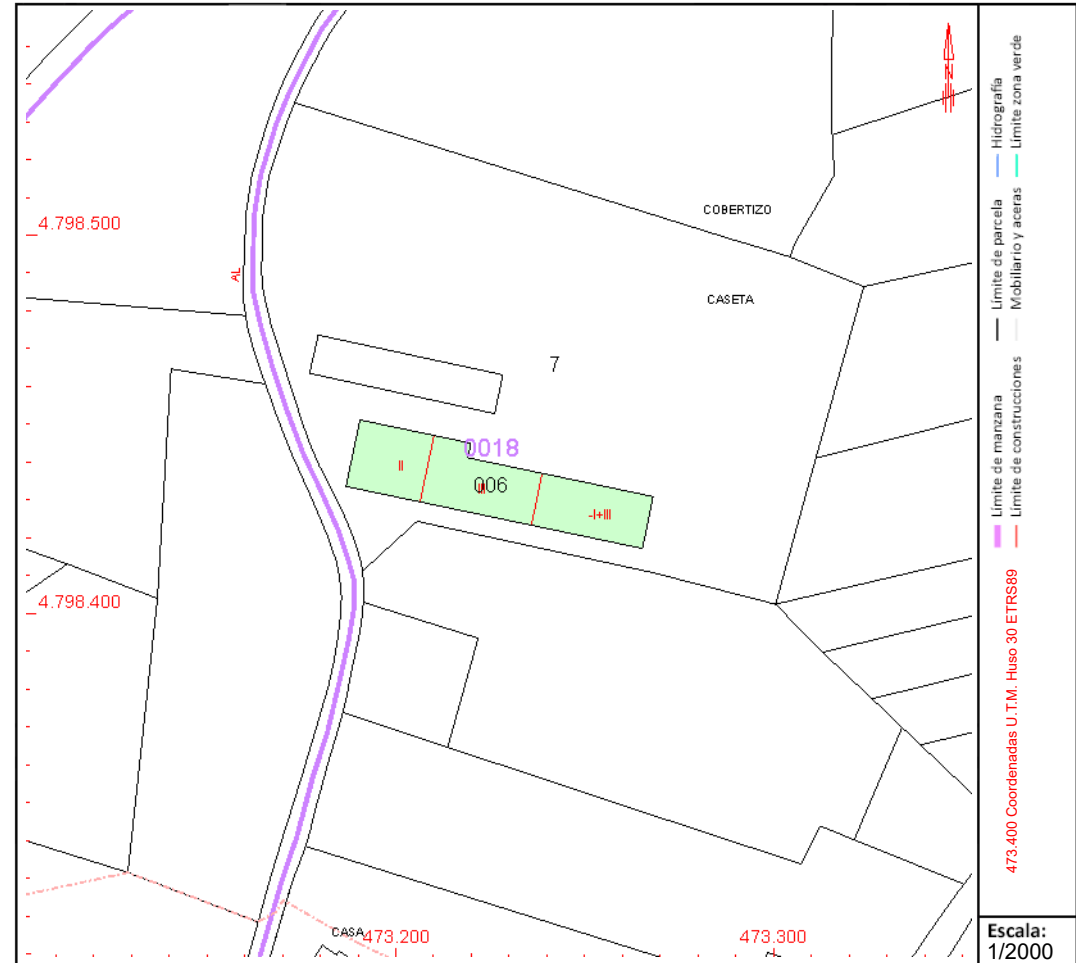 COBERTIZO
4.798.500
AL
CASETA
7
0018
II
006
-I+III
4.798.400
CASA
473.200
473.300
N
Hidrografía
Límite zona verde
Límite de parcela
Mobiliario y aceras
Límite de manzana
Límite de construcciones
473.400 Coordenadas U.T.M. Huso 30 ETRS89
Escala:
1/2000